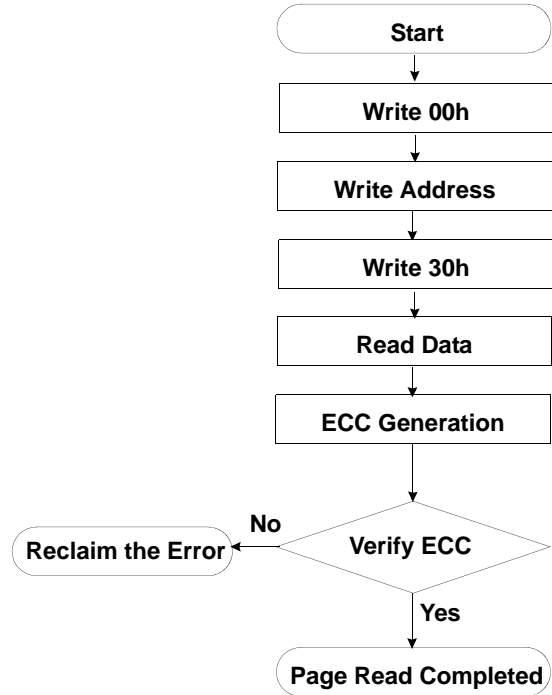 Start
Write 00h
Write Address
Write 30h
Read Data
ECC Generation
No
Reclaim the Error
Verify ECC
Yes
Page Read Completed